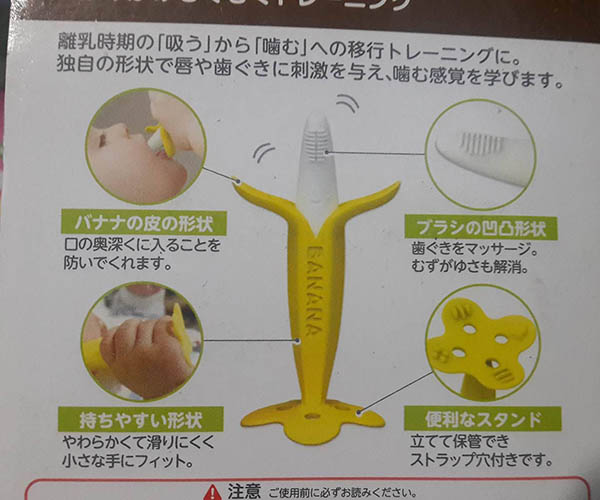 トレーニング
離乳時期の「吸う」から「噛む」への移行トレーニングに。
独自の形状で唇や歯ぐきに刺激を与え、噛む感覚を学びます。
バナナの皮の形状
口の奥深くに入ることを
防いでくれます。
ブラシの凹凸形状
歯ぐきをマッサージ。
むずがゆさも解消。
BANANA
持ちやすい形状
やわらかくて滑りにくく
小さな手にフィット。
便利なスタンド
立てて保管でき
ストラップ穴付きです。
注意 ご使用前に必ずお読みください。